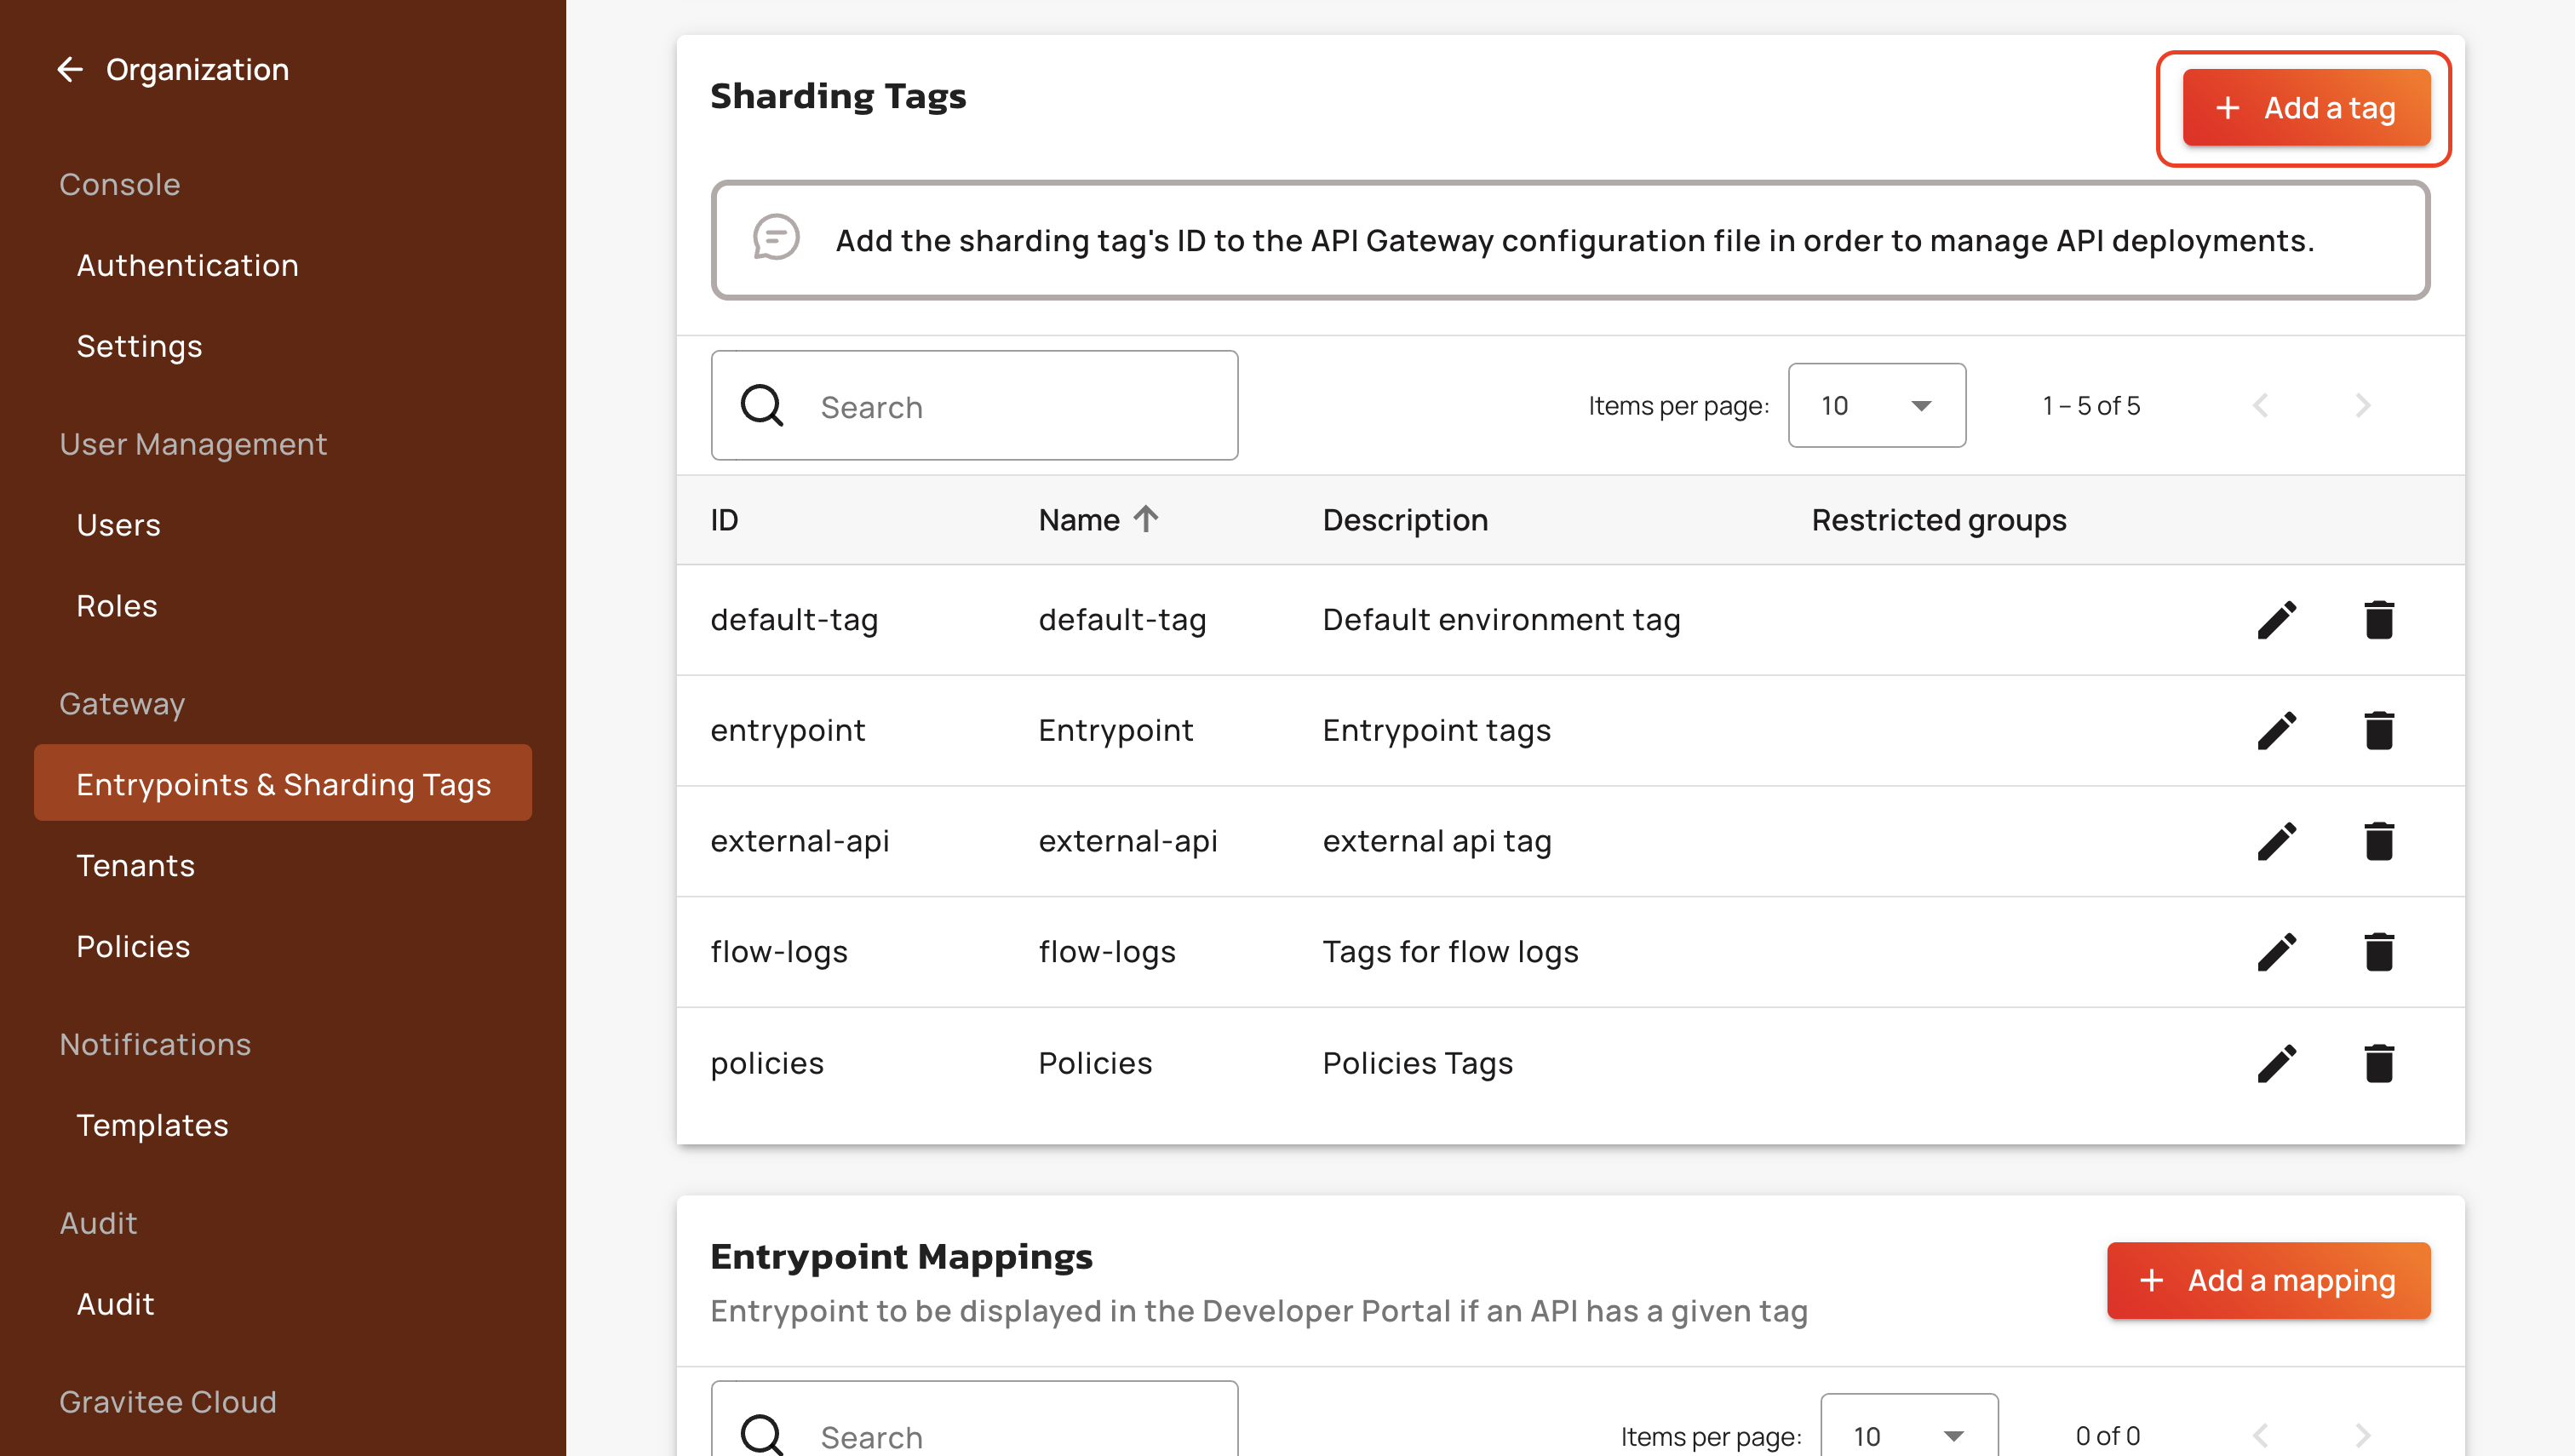 Organization
Console
Authentication
Settings
User Management
Users
Roles
Gateway
Entrypoints & Sharding Tags
Tenants
Policies
Notifications
Templates
Audit
Audit
Gravitee Cloud
Sharding Tags
+ Add a tag
Add the sharding tag's ID to the API Gateway configuration file in order to manage API deployments.
Search
Items per page: 10 1 – 5 of 5
ID Name Description Restricted groups
default-tag default-tag Default environment tag
entrypoint Entrypoint Entrypoint tags
external-api external-api external api tag
flow-logs flow-logs Tags for flow logs
policies Policies Policies Tags
Entrypoint Mappings
Entrypoint to be displayed in the Developer Portal if an API has a given tag
+ Add a mapping
Search
Items per page: 10 0 of 0